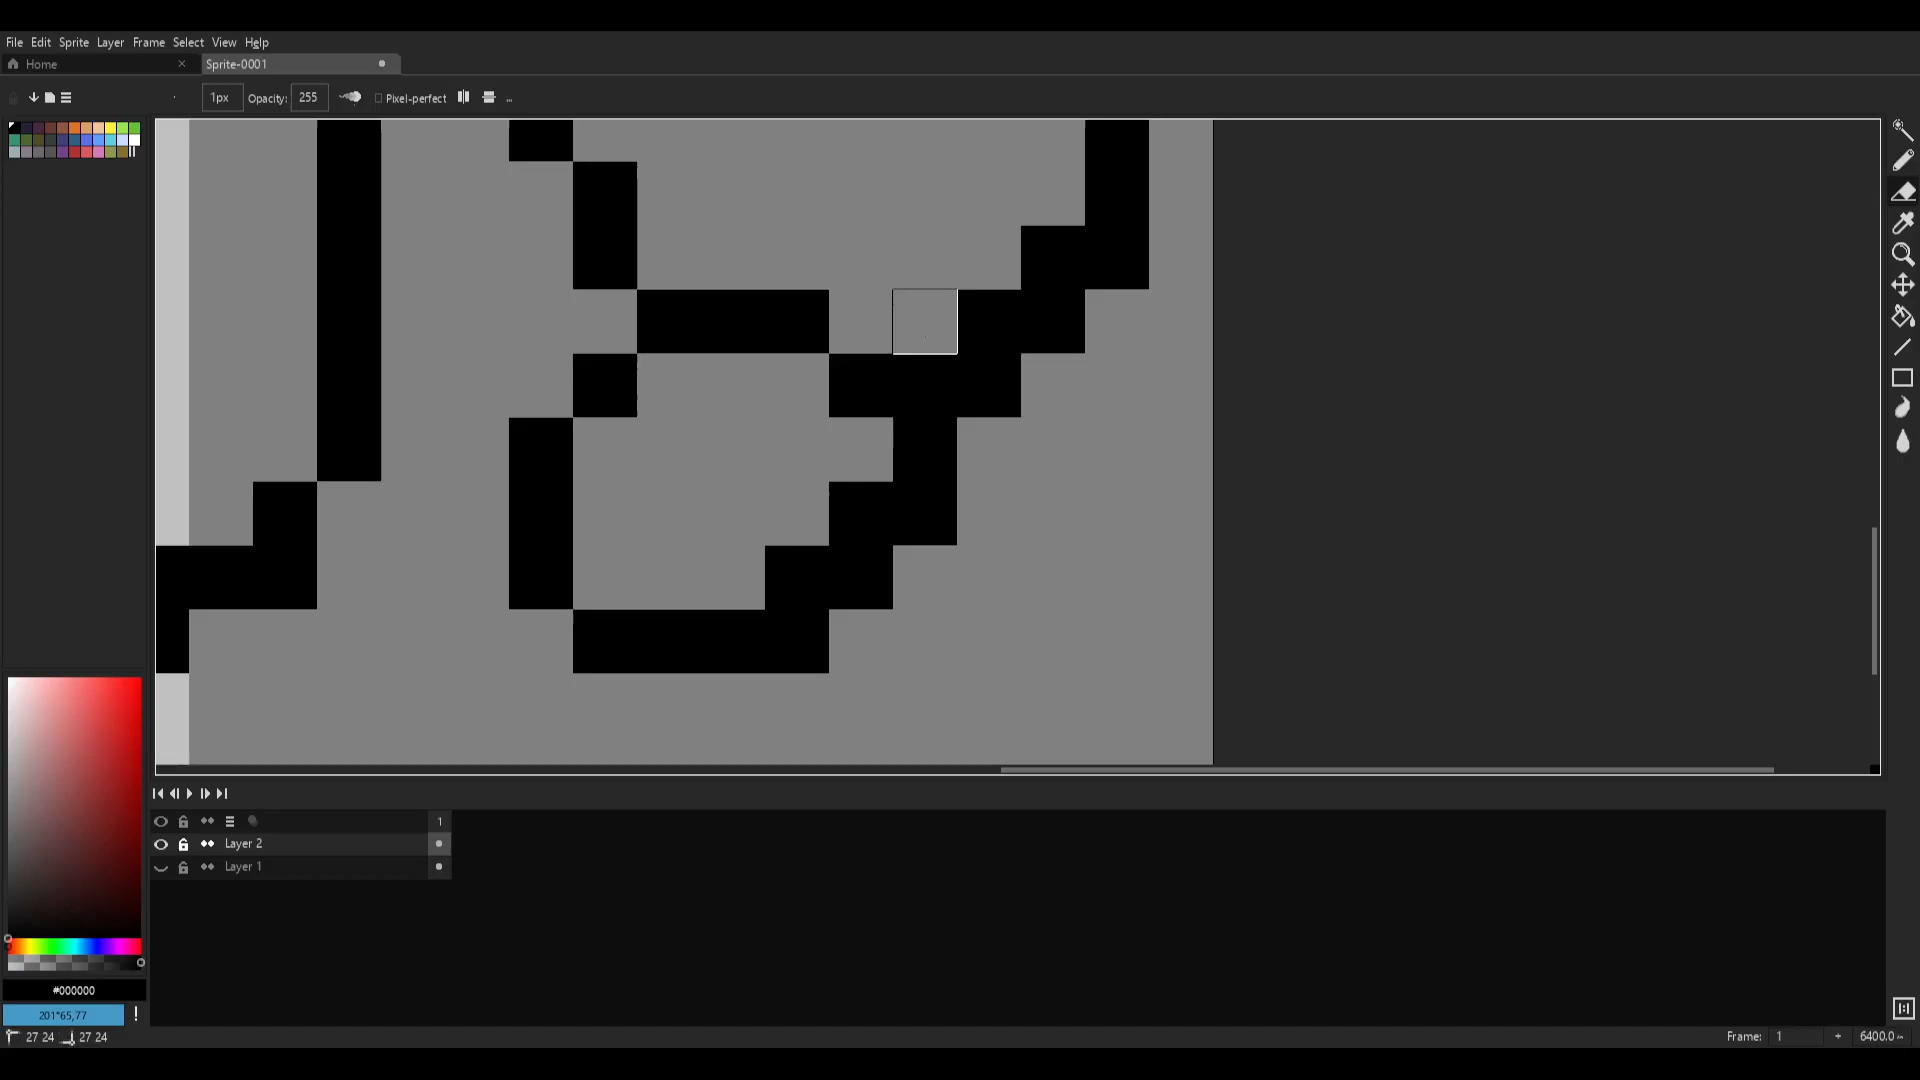 File Edit Sprite Layer Frame Select View Help
Home
Sprite-0001
1px Opacity: 255 Pixel-perfect ...
1
Layer 2
Layer 1
#000000
201*65,77 !
27 24 27 24
Frame: 1 + 6400.0